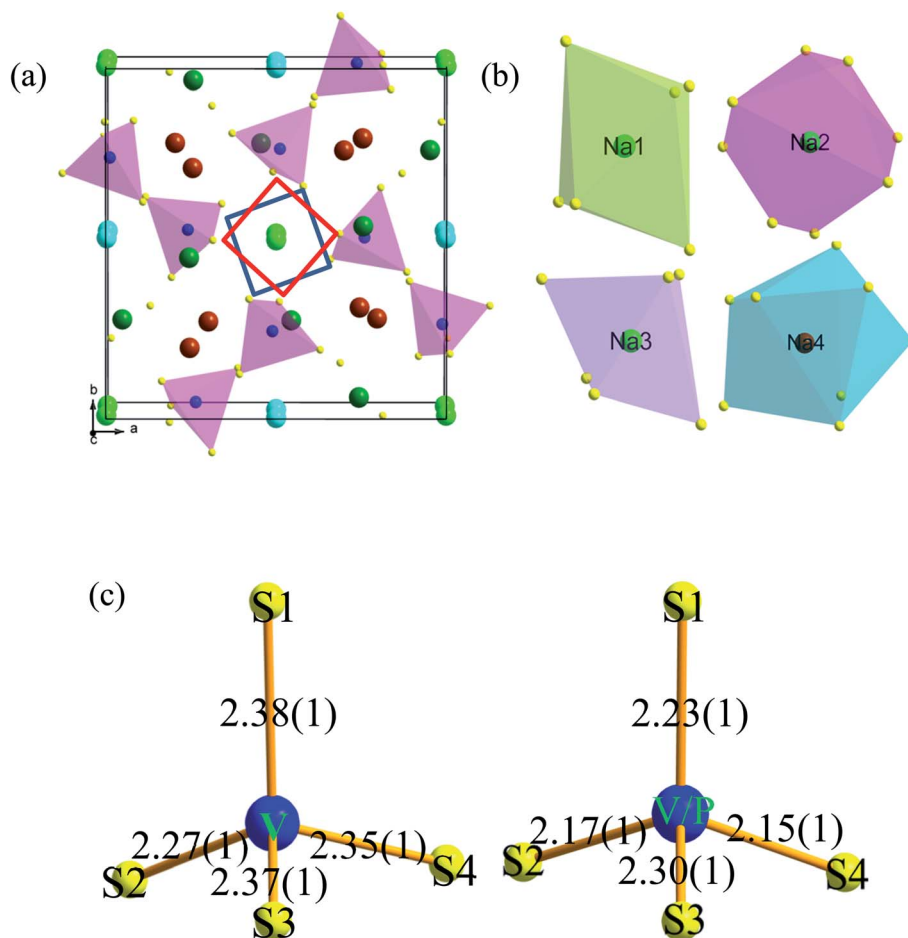 (a)
b
c
a
(b)
Na1
Na2
Na3
Na4
(c)
S1
2.38(1)
V
2.27(1)
2.35(1)
S2
2.37(1)
S4
S3
S1
2.23(1)
V/P
2.17(1)
2.15(1)
S2
2.30(1)
S4
S3